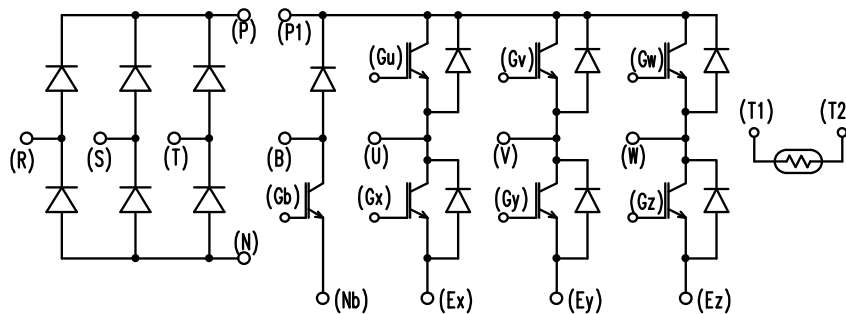 (P) (P1)
(Gu) (Gv) (Gw)
(T1) (T2
(R) (S) (T) (B) (U) (V) (W)
(Gb) (Gx) (Gy) (Gz)
(N)
(Nb) (Ex) (Ey) (Ez)